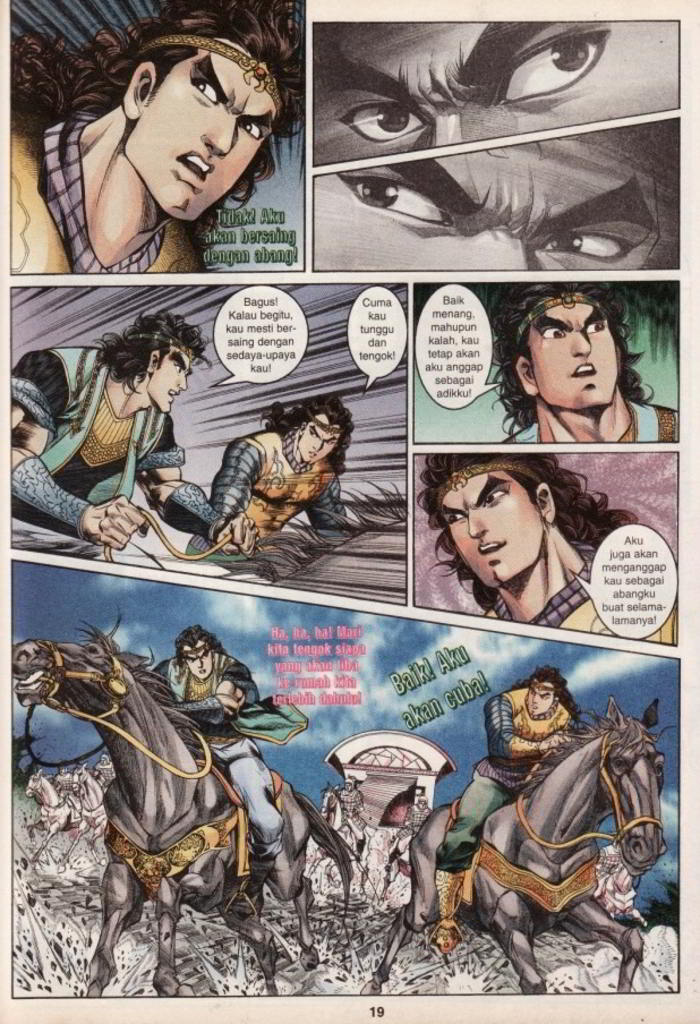 Tidak! Aku
akan bersaing
dengan abang!
Bagus!
Kalau begitu,
kau mesti ber-
saing dengan
sedaya-upaya
kau!
Cuma
kau
tunggu
dan
tengok!
Baik
menang,
mahupun
kalah, kau
tetap akan
aku anggap
sebagai
adikku!
Aku
juga akan
menganggap
kau sebagai
abangku
buat selama-
lamanya!
Ha, ha, ha! Mari
kita tengok siapa
yang akan tiba
ke-rumah kita
terlebih dahulu!
Baik! Aku
akan cuba!
19